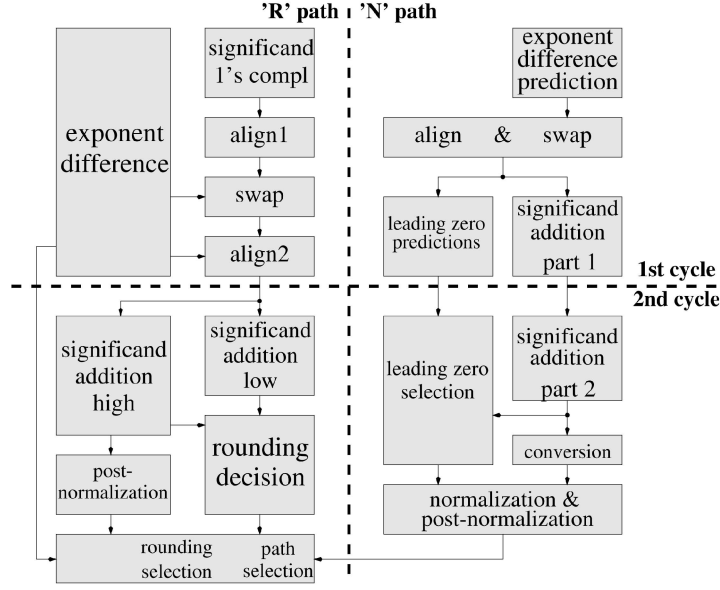 'R' path
'N' path
significand
1's compl
exponent
difference
prediction
exponent
difference
align1
align & swap
swap
leading zero
predictions
significand
addition
part 1
align2
1st cycle
2nd cycle
significand
addition
high
significand
addition
low
leading zero
selection
significand
addition
part 2
rounding
decision
conversion
post-
normalization
normalization &
post-normalization
rounding
selection
path
selection